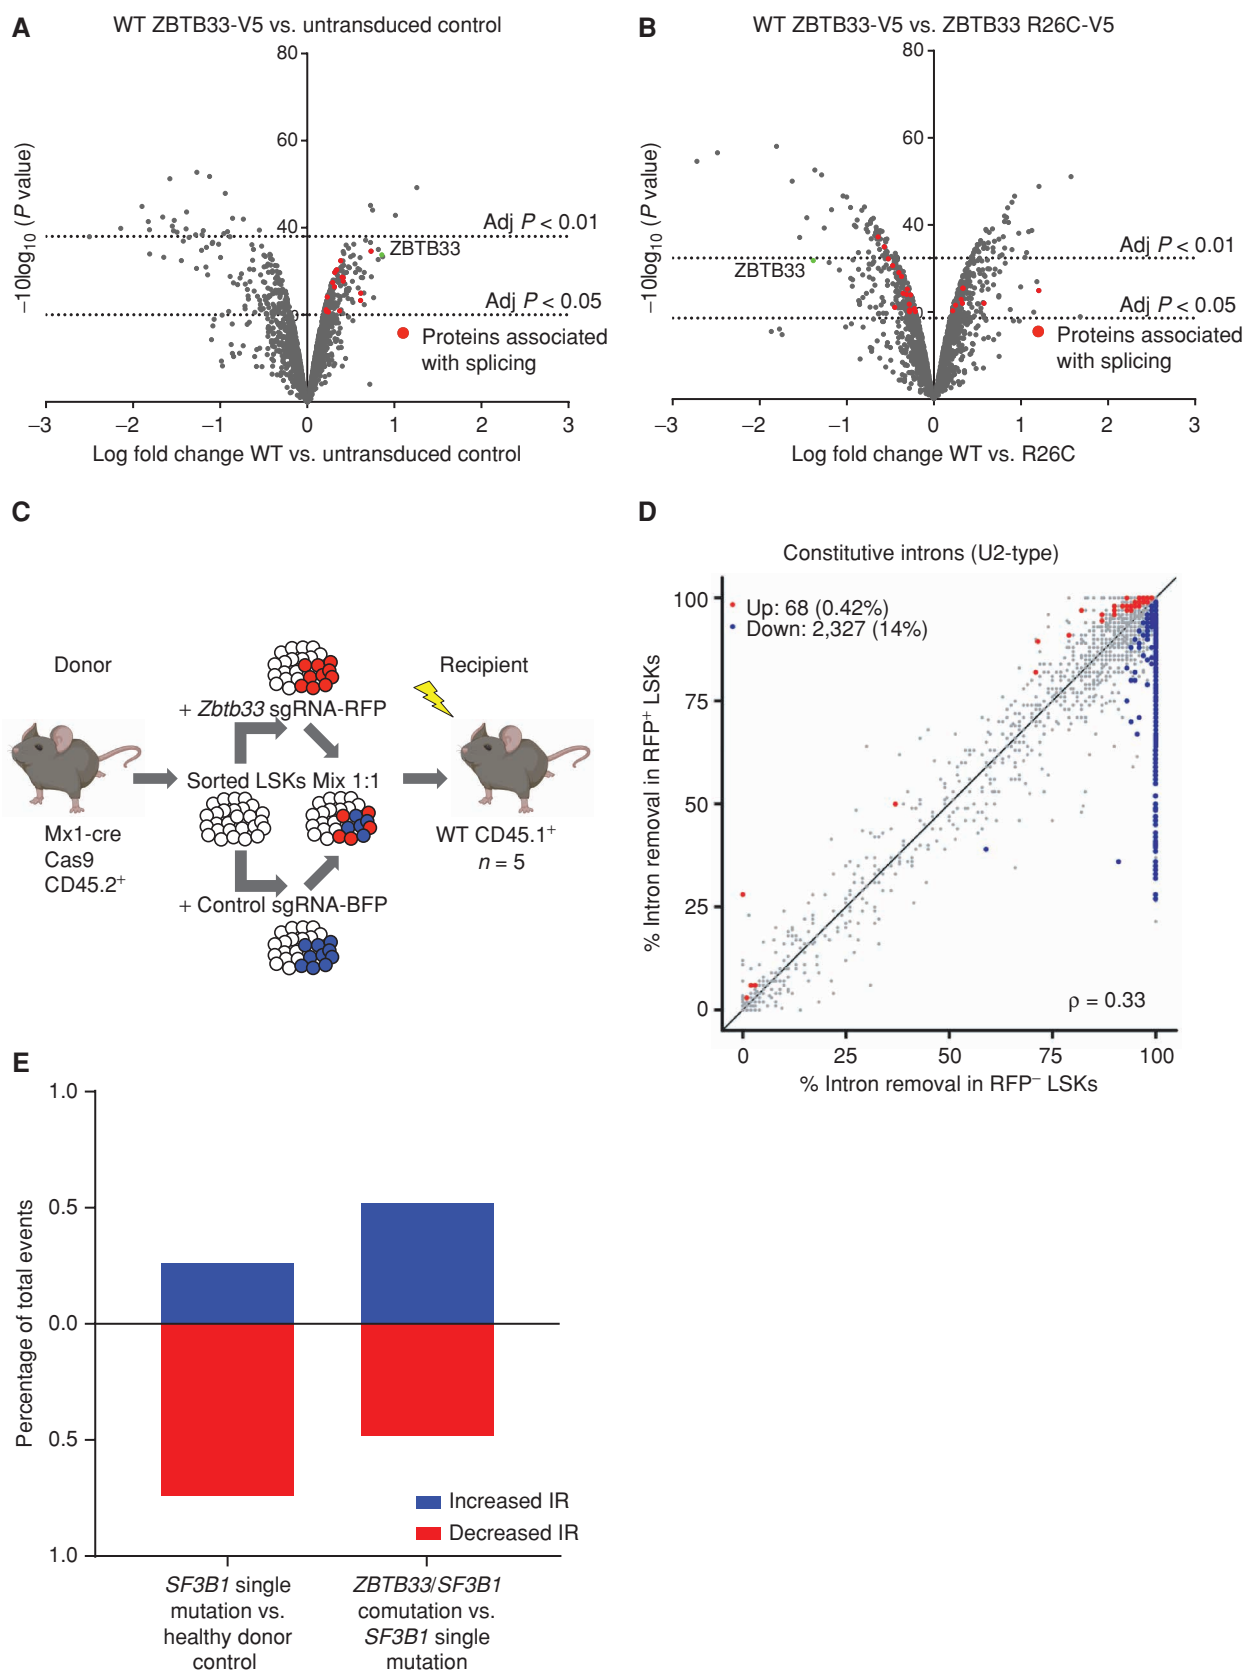 A
WT ZBTB33-V5 vs. untransduced control
80
60
40
−10log10 (P value)
Adj P < 0.01
ZBTB33
Adj P < 0.05
Proteins associated
with splicing
−3
−2
−1
0
1
2
3
Log fold change WT vs. untransduced control
B
WT ZBTB33-V5 vs. ZBTB33 R26C-V5
80
60
40
−10log10 (P value)
Adj P < 0.01
ZBTB33
Adj P < 0.05
Proteins associated
with splicing
−3
−2
−1
0
1
2
3
Log fold change WT vs. R26C
C
Donor
Recipient
+ Zbtb33 sgRNA-RFP
Sorted LSKs Mix 1:1
Mx1-cre
Cas9
CD45.2+
WT CD45.1+
n = 5
+ Control sgRNA-BFP
D
Constitutive introns (U2-type)
Up: 68 (0.42%)
Down: 2,327 (14%)
100
75
50
25
0
% Intron removal in RFP+ LSKs
ρ = 0.33
0
25
50
75
100
% Intron removal in RFP− LSKs
E
1.0
0.5
0.0
0.5
1.0
Percentage of total events
Increased IR
Decreased IR
SF3B1 single
mutation vs.
healthy donor
control
ZBTB33/SF3B1
comutation vs.
SF3B1 single
mutation